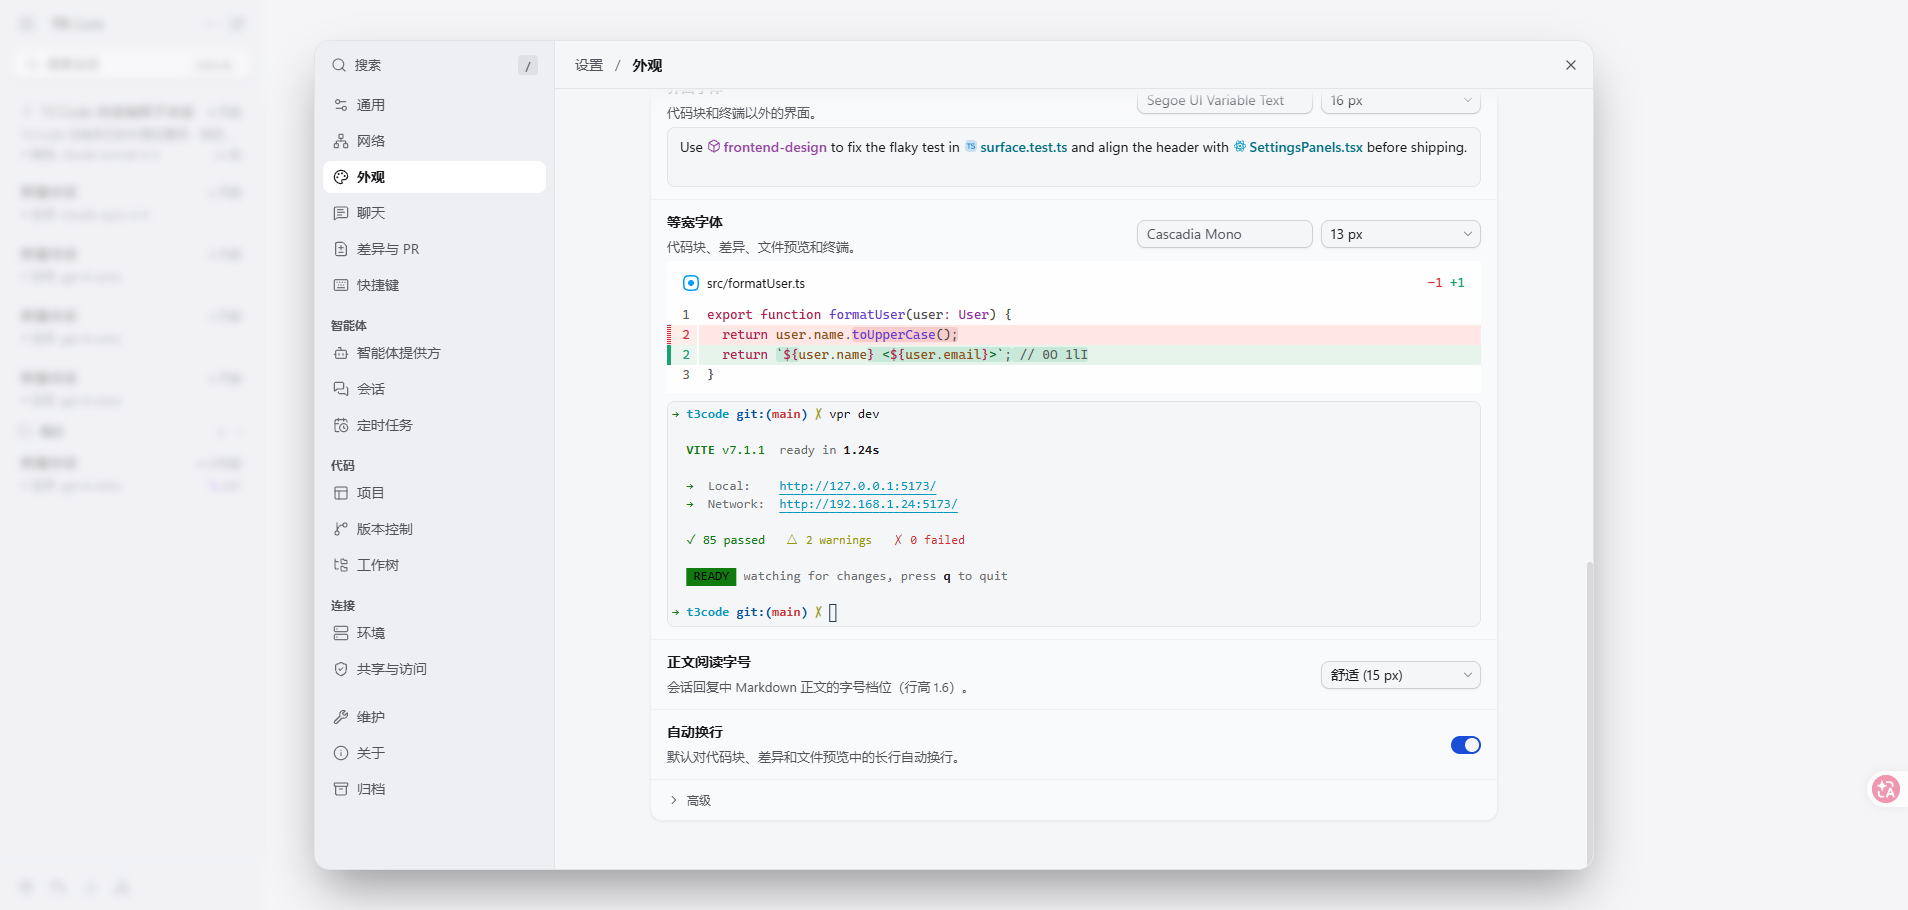 搜索
/
通用
网络
外观
聊天
差异与 PR
快捷键
智能体
智能体提供方
会话
定时任务
代码
项目
版本控制
工作树
连接
环境
共享与访问
维护
关于
归档
设置 / 外观
代码块和终端以外的界面。
Segoe UI Variable Text
16 px
Use frontend-design to fix the flaky test in TS surface.test.ts and align the header with SettingsPanels.tsx before shipping.
等宽字体
代码块、差异、文件预览和终端。
Cascadia Mono
13 px
src/formatUser.ts
−1 +1
1 export function formatUser(user: User) {
2 return user.name.toUpperCase();
2 return `${user.name} <${user.email}>`; // 0O 1lI
3 }
→ t3code git:(main) ✗ vpr dev
VITE v7.1.1 ready in 1.24s
→ Local: http://127.0.0.1:5173/
→ Network: http://192.168.1.24:5173/
✓ 85 passed △ 2 warnings ✗ 0 failed
READY watching for changes, press q to quit
→ t3code git:(main) ✗
正文阅读字号
会话回复中 Markdown 正文的字号档位（行高 1.6）。
舒适 (15 px)
自动换行
默认对代码块、差异和文件预览中的长行自动换行。
高级